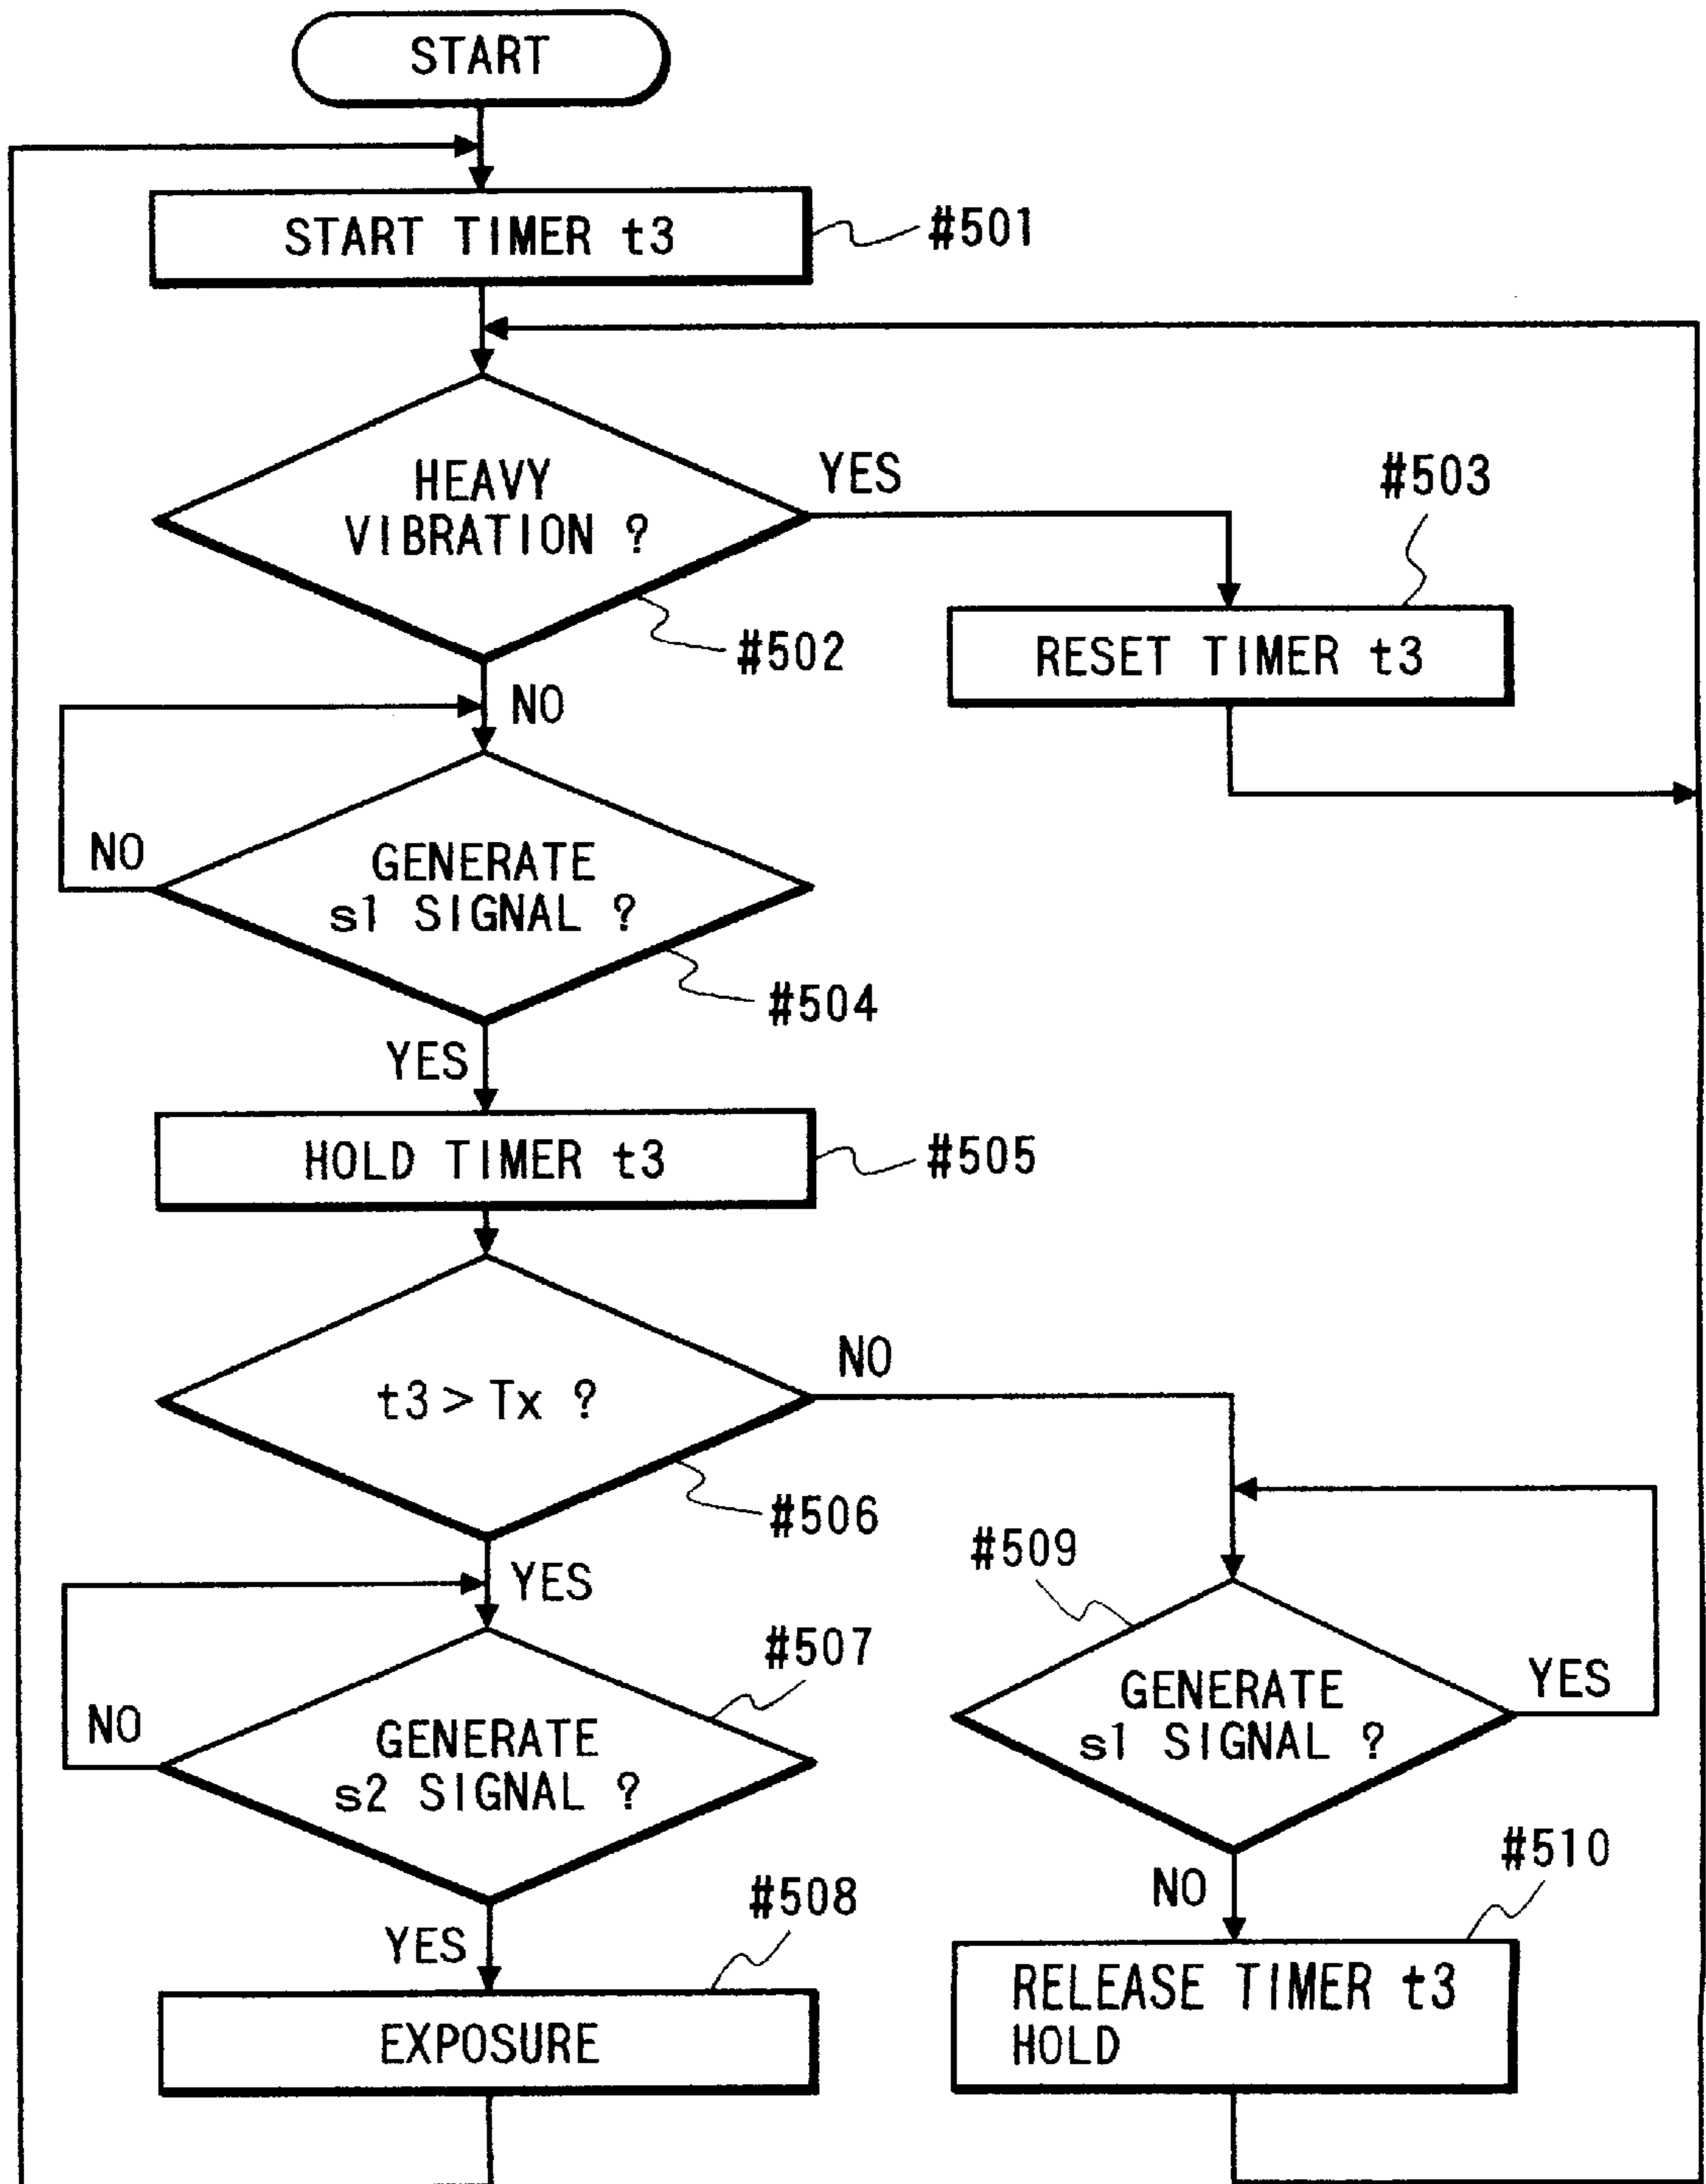 START
START TIMER t3
#501
HEAVY
VIBRATION ?
YES
#502
NO
#503
RESET TIMER t3
NO
GENERATE
s1 SIGNAL ?
#504
YES
HOLD TIMER t3
#505
t3 > Tx ?
NO
#506
YES
#507
NO
GENERATE
s2 SIGNAL ?
YES
#508
EXPOSURE
#509
GENERATE
s1 SIGNAL ?
YES
NO
#510
RELEASE TIMER t3
HOLD